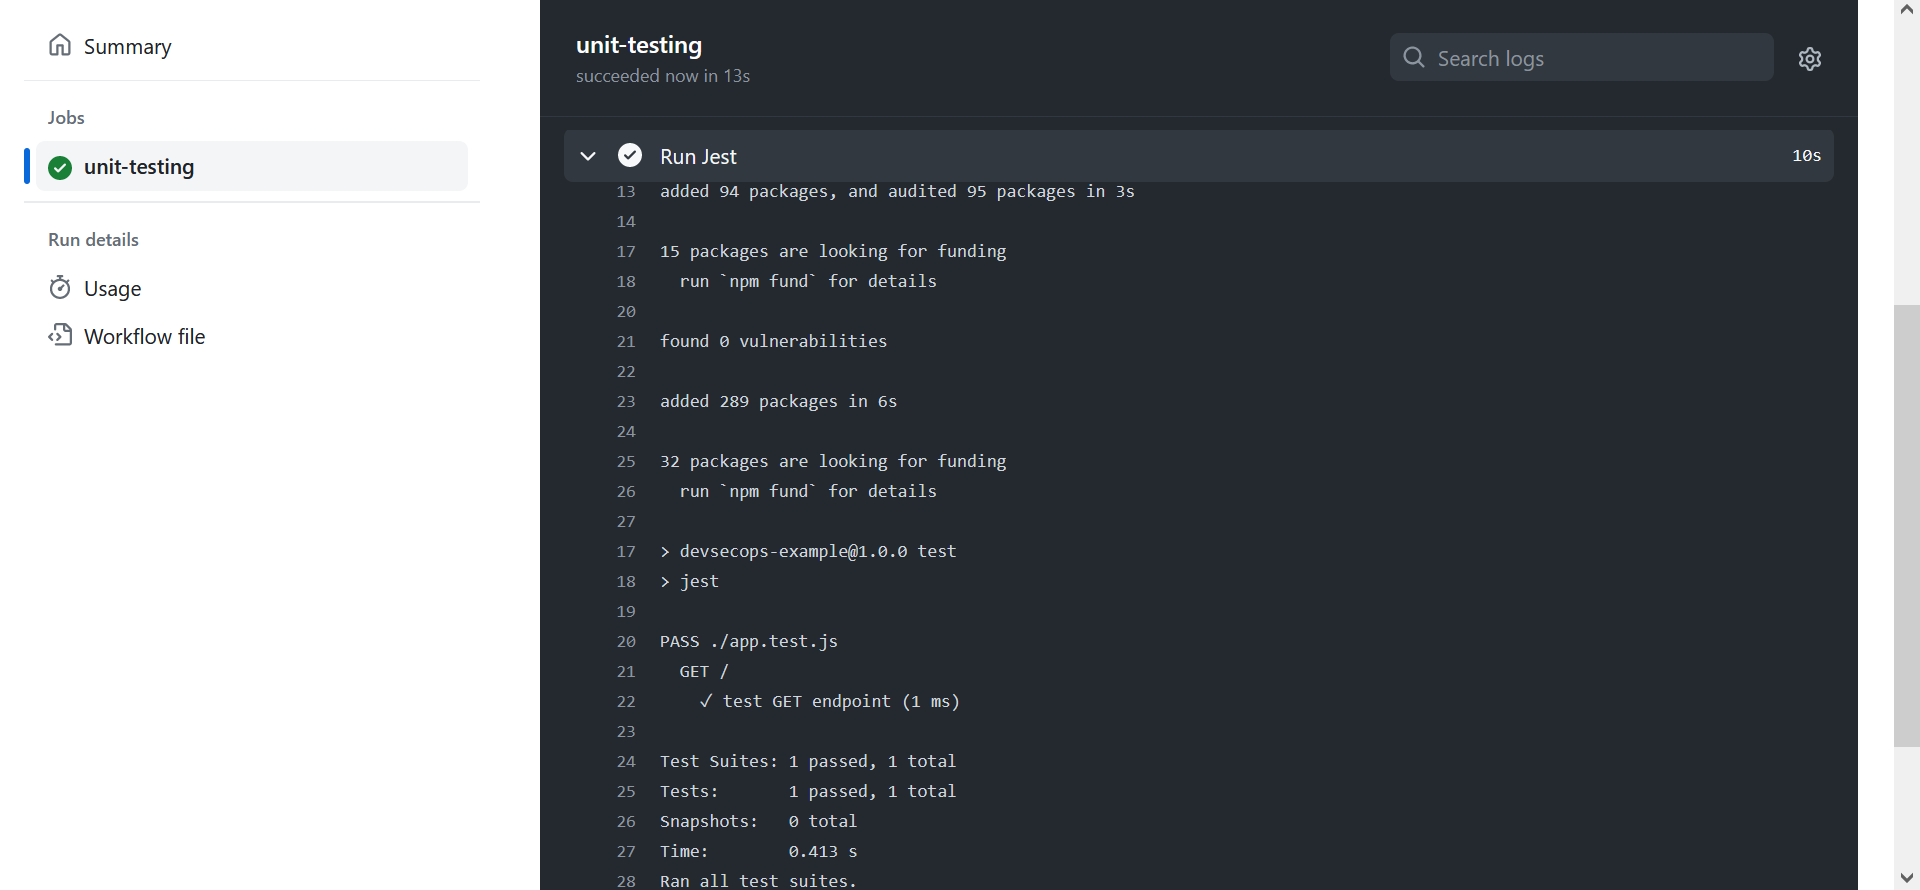 Summary
Jobs
unit-testing
Run details
Usage
Workflow file
unit-testing
succeeded now in 13s
Search logs
Run Jest 10s
13 added 94 packages, and audited 95 packages in 3s
14
17 15 packages are looking for funding
18   run `npm fund` for details
20
21 found 0 vulnerabilities
22
23 added 289 packages in 6s
24
25 32 packages are looking for funding
26   run `npm fund` for details
27
17 > devsecops-example@1.0.0 test
18 > jest
19
20 PASS ./app.test.js
21   GET /
22     ✓ test GET endpoint (1 ms)
23
24 Test Suites: 1 passed, 1 total
25 Tests:       1 passed, 1 total
26 Snapshots:   0 total
27 Time:        0.413 s
28 Ran all test suites.